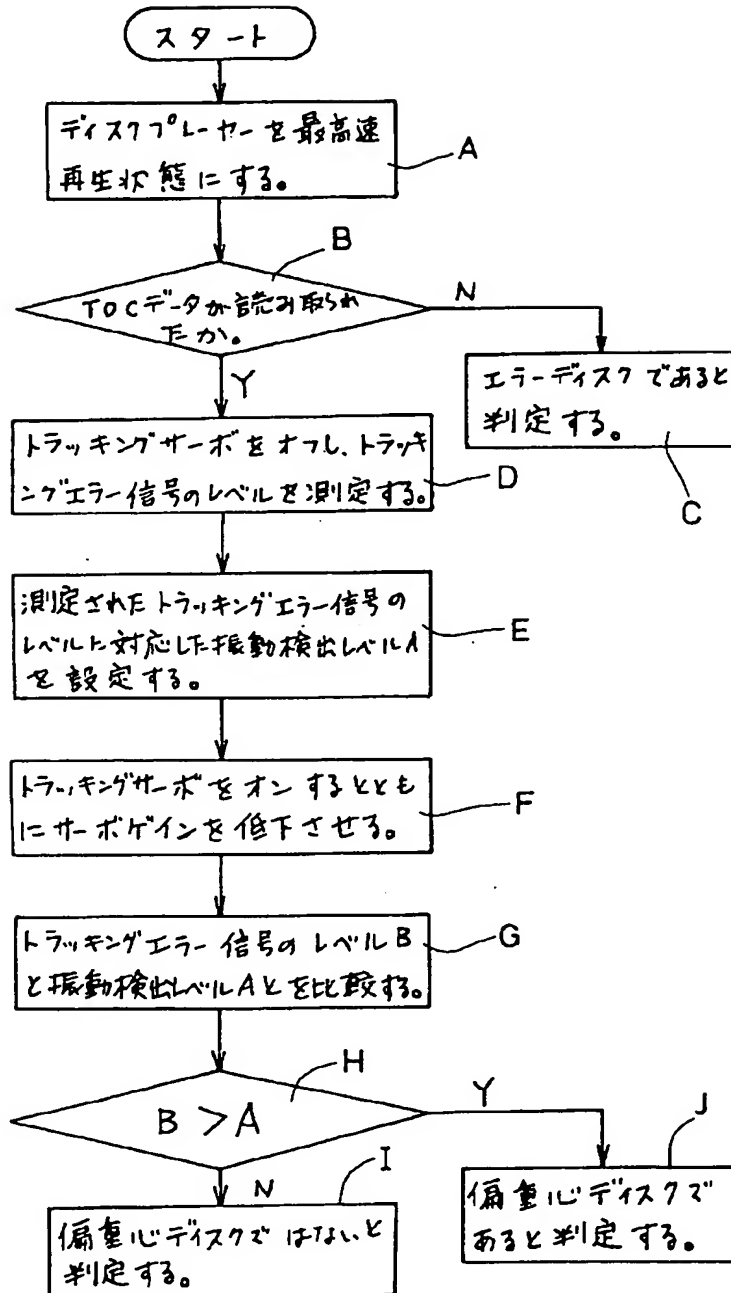 スタート
ディスクプレーヤーを最高速
再生状態にする。
A
B
TOCデータが読み取られ
たか。
N
Y
エラーディスクであると
判定する。
C
トラッキングサーボをオフし、トラッキ
ングエラー信号のレベルを測定する。
D
測定されたトラッキングエラー信号の
レベルに対応した振動検出レベルA
を設定する。
E
トラッキングサーボをオンするととも
にサーボゲインを低下させる。
F
トラッキングエラー信号のレベルB
と振動検出レベルAとを比較する。
G
H
B > A
Y
J
N
I
偏重心ディスクではないと
判定する。
偏重心ディスクで
あると判定する。